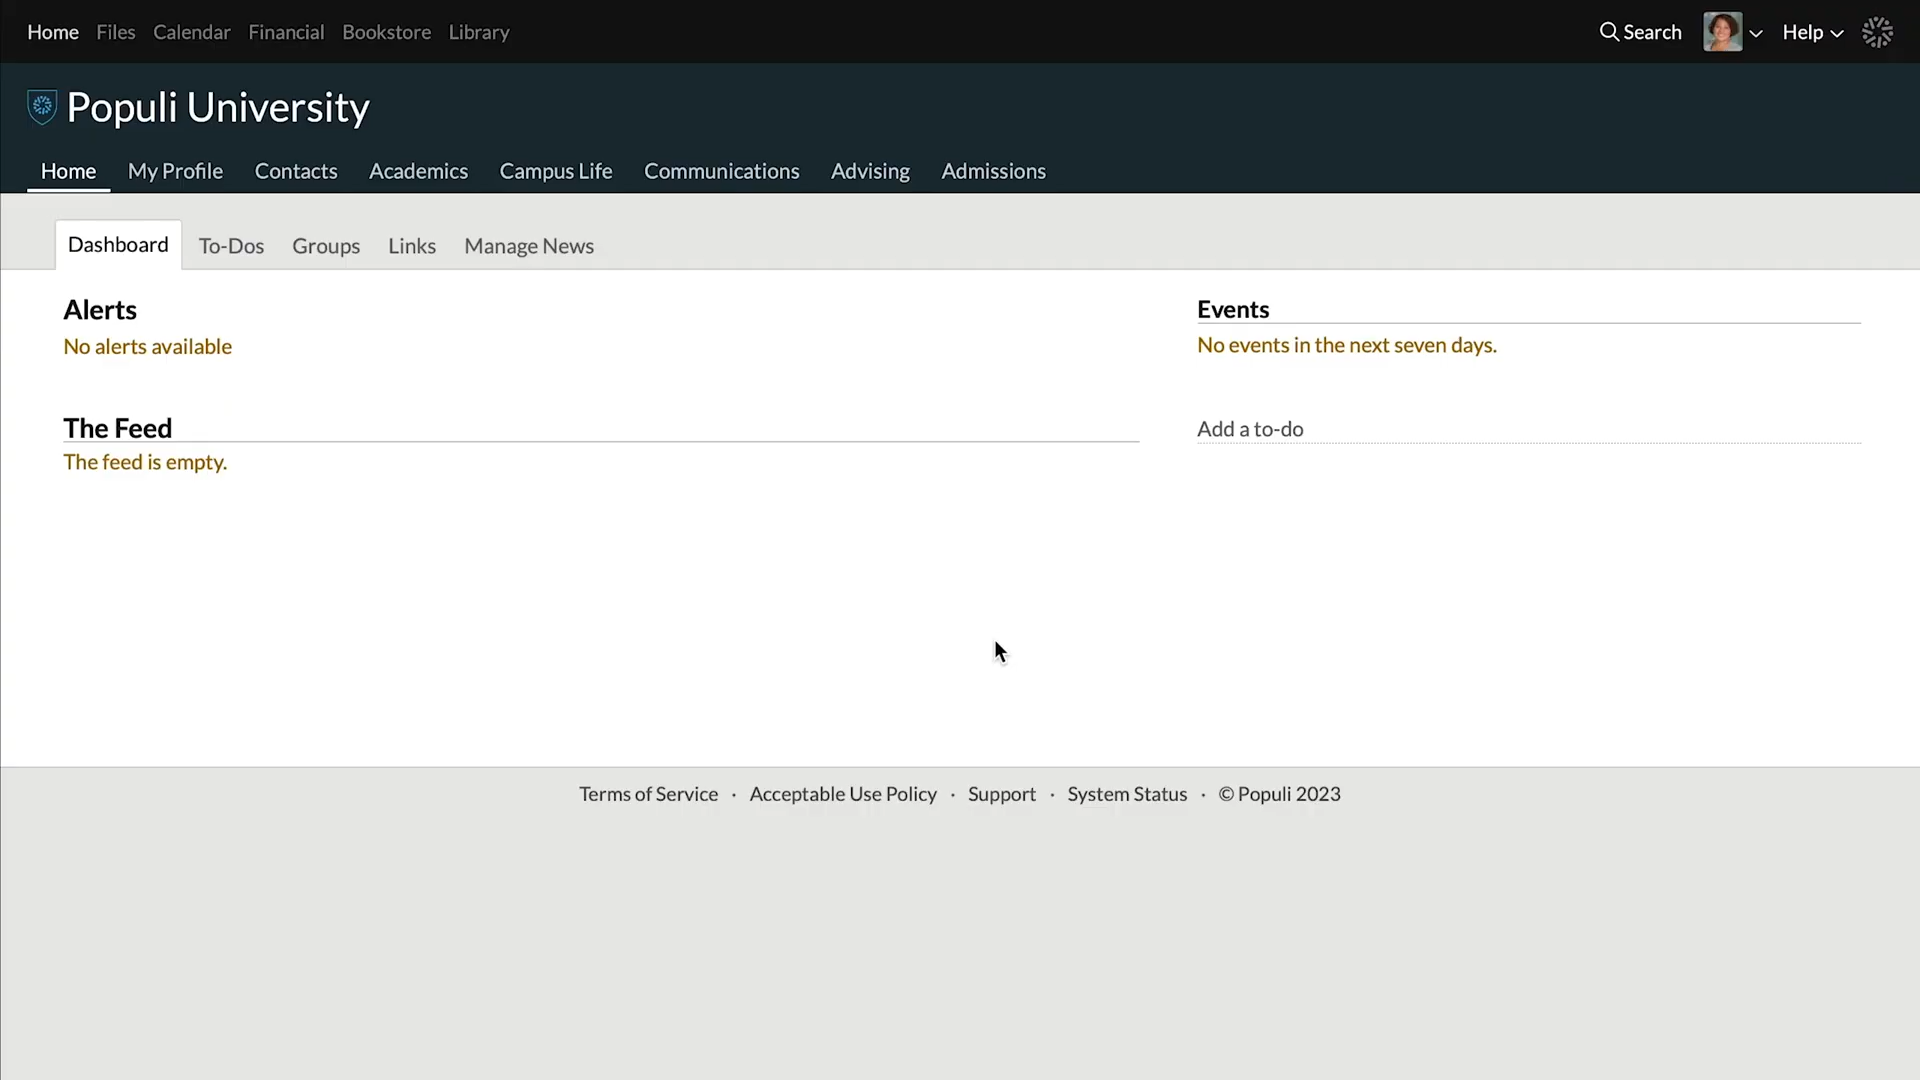 Home Files Calendar Financial Bookstore Library Search Help
Populi University
Home My Profile Contacts Academics Campus Life Communications Advising Admissions
Dashboard To-Dos Groups Links Manage News
Alerts
No alerts available
The Feed
The feed is empty.
Events
No events in the next seven days.
Add a to-do
Terms of Service · Acceptable Use Policy · Support · System Status · © Populi 2023